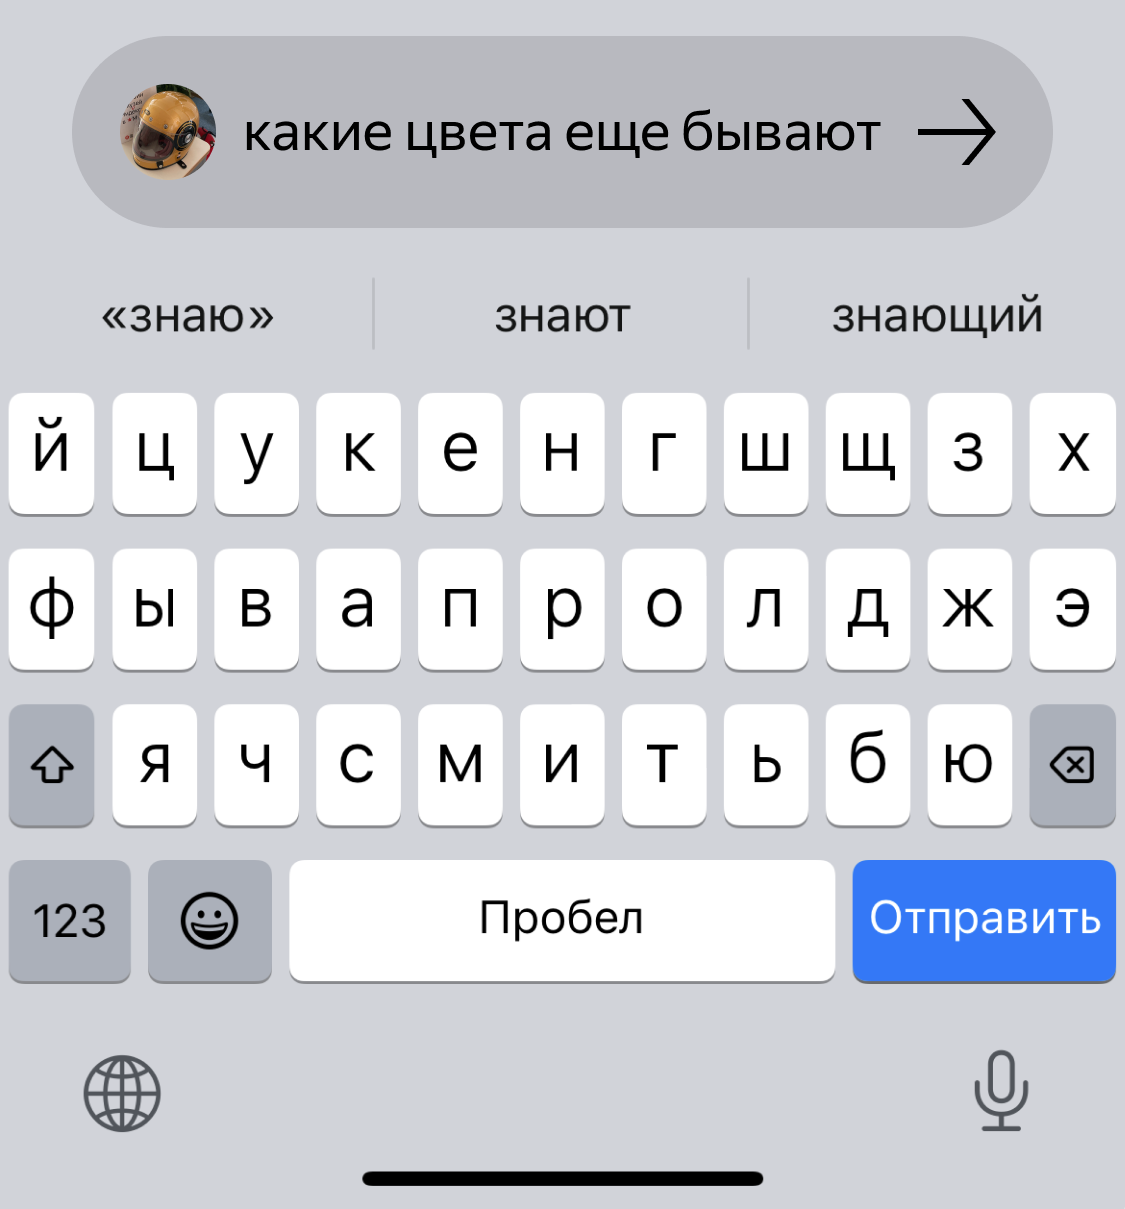 какие цвета еще бывают
«знаю» знают знающий
й ц у к е н г ш щ з х
ф ы в а п р о л д ж э
я ч с м и т ь б ю
123 Пробел Отправить